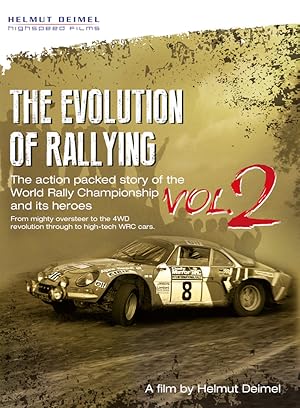 HELMUT DEIMEL
highspeed films
THE EVOLUTION
OF RALLYING
The action packed story of the
World Rally Championship
and its heroes
VOL. 2
From mighty oversteer to the 4WD
revolution through to high-tech WRC cars.
8
A film by Helmut Deimel